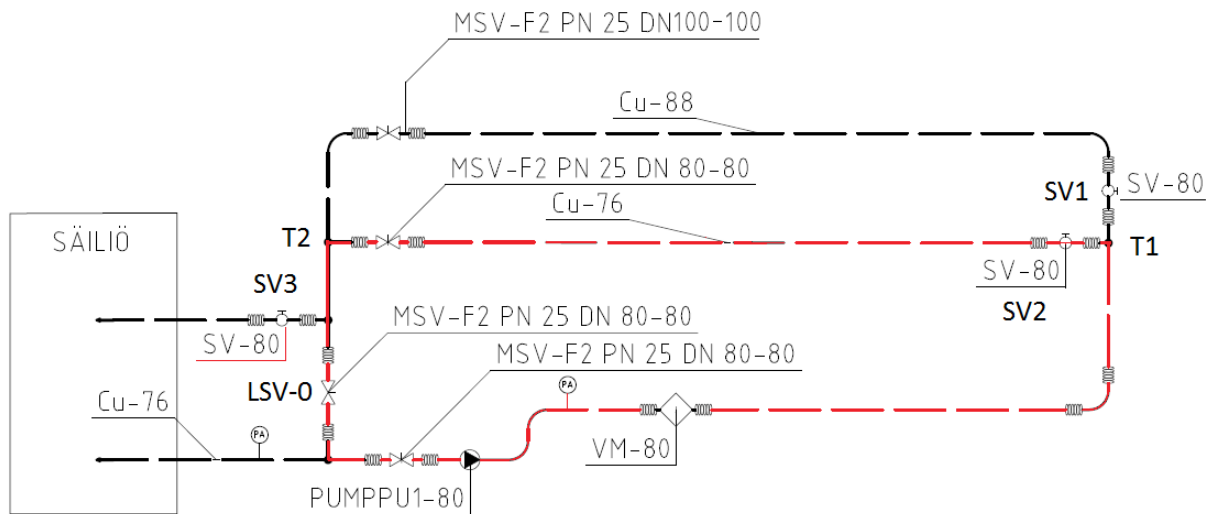 MSV-F2 PN 25 DN100-100
Cu-88
MSV-F2 PN 25 DN 80-80
SV1
SV-80
Cu-76
SÄILIÖ
T2
T1
SV3
SV-80
SV2
SV-80
MSV-F2 PN 25 DN 80-80
MSV-F2 PN 25 DN 80-80
LSV-0
PA
Cu-76
PA
VM-80
PUMPPU1-80